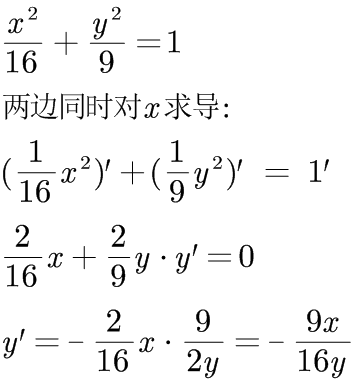 x²/16 + y²/9 = 1
两边同时对x求导:
(1/16 x²)′ + (1/9 y²)′ = 1′
2/16 x + 2/9 y · y′ = 0
y′ = - 2/16 x · 9/2y = - 9x/16y